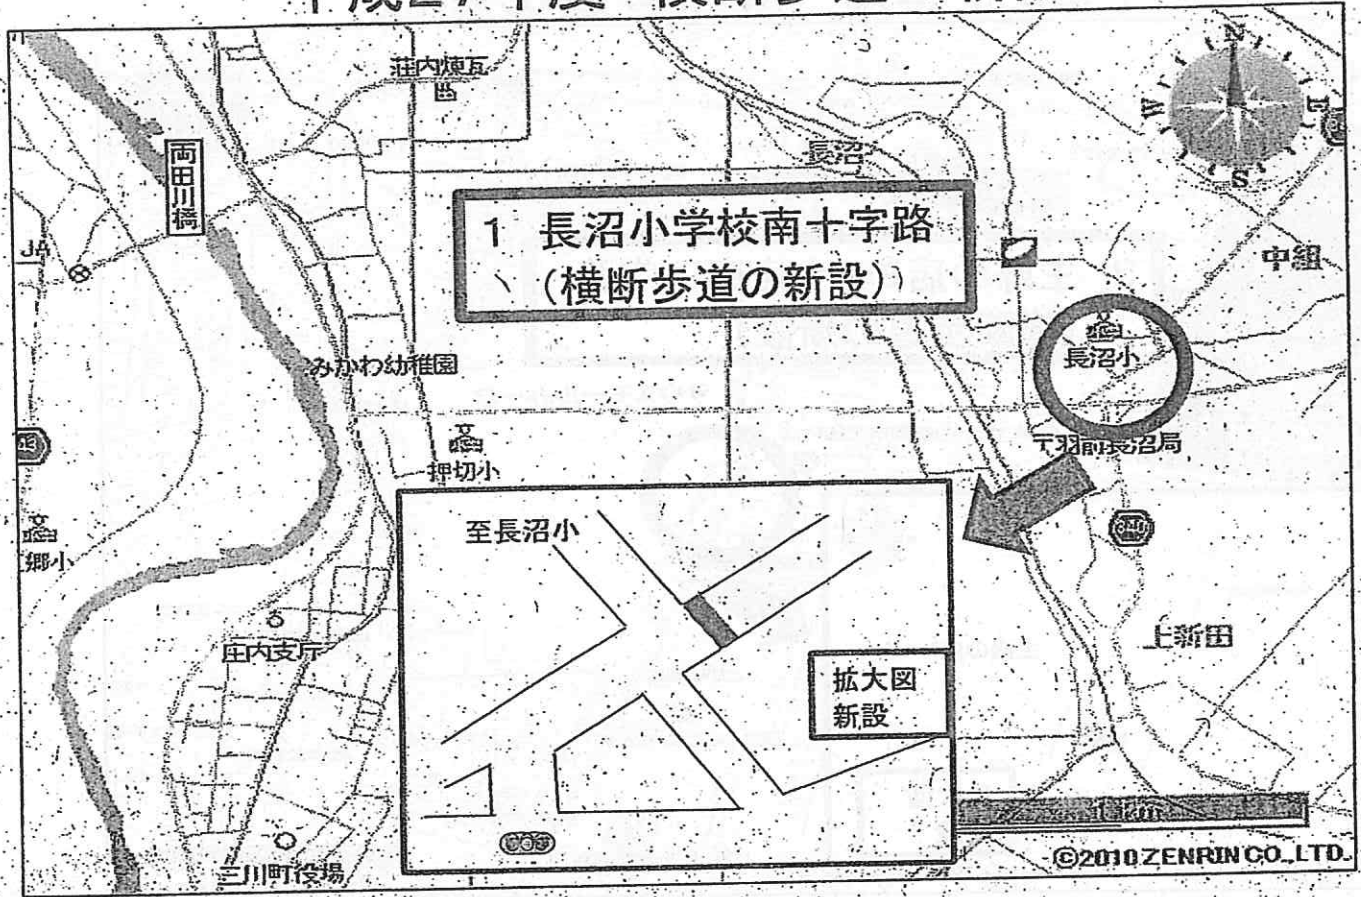 荘内煉瓦
N
W
E
S
両田川橋
長沼
1 長沼小学校南十字路
(横断歩道の新設)
JA
中組
長沼小
みかわ幼稚園
押切小
〒羽前長沼局
郷小
至長沼小
庄内支庁
上新田
拡大図
新設
1 km
三川町役場
©2010 ZENRIN CO.,LTD.